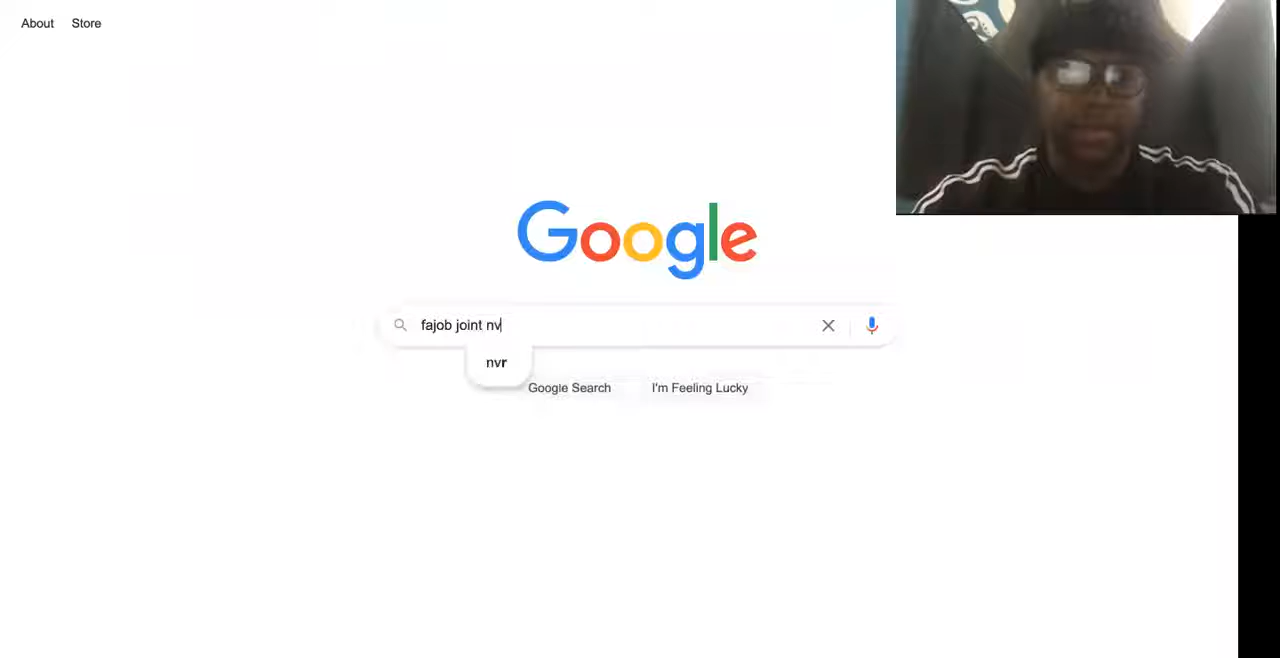 About Store
Google
fajob joint nv
nvr
Google Search I'm Feeling Lucky